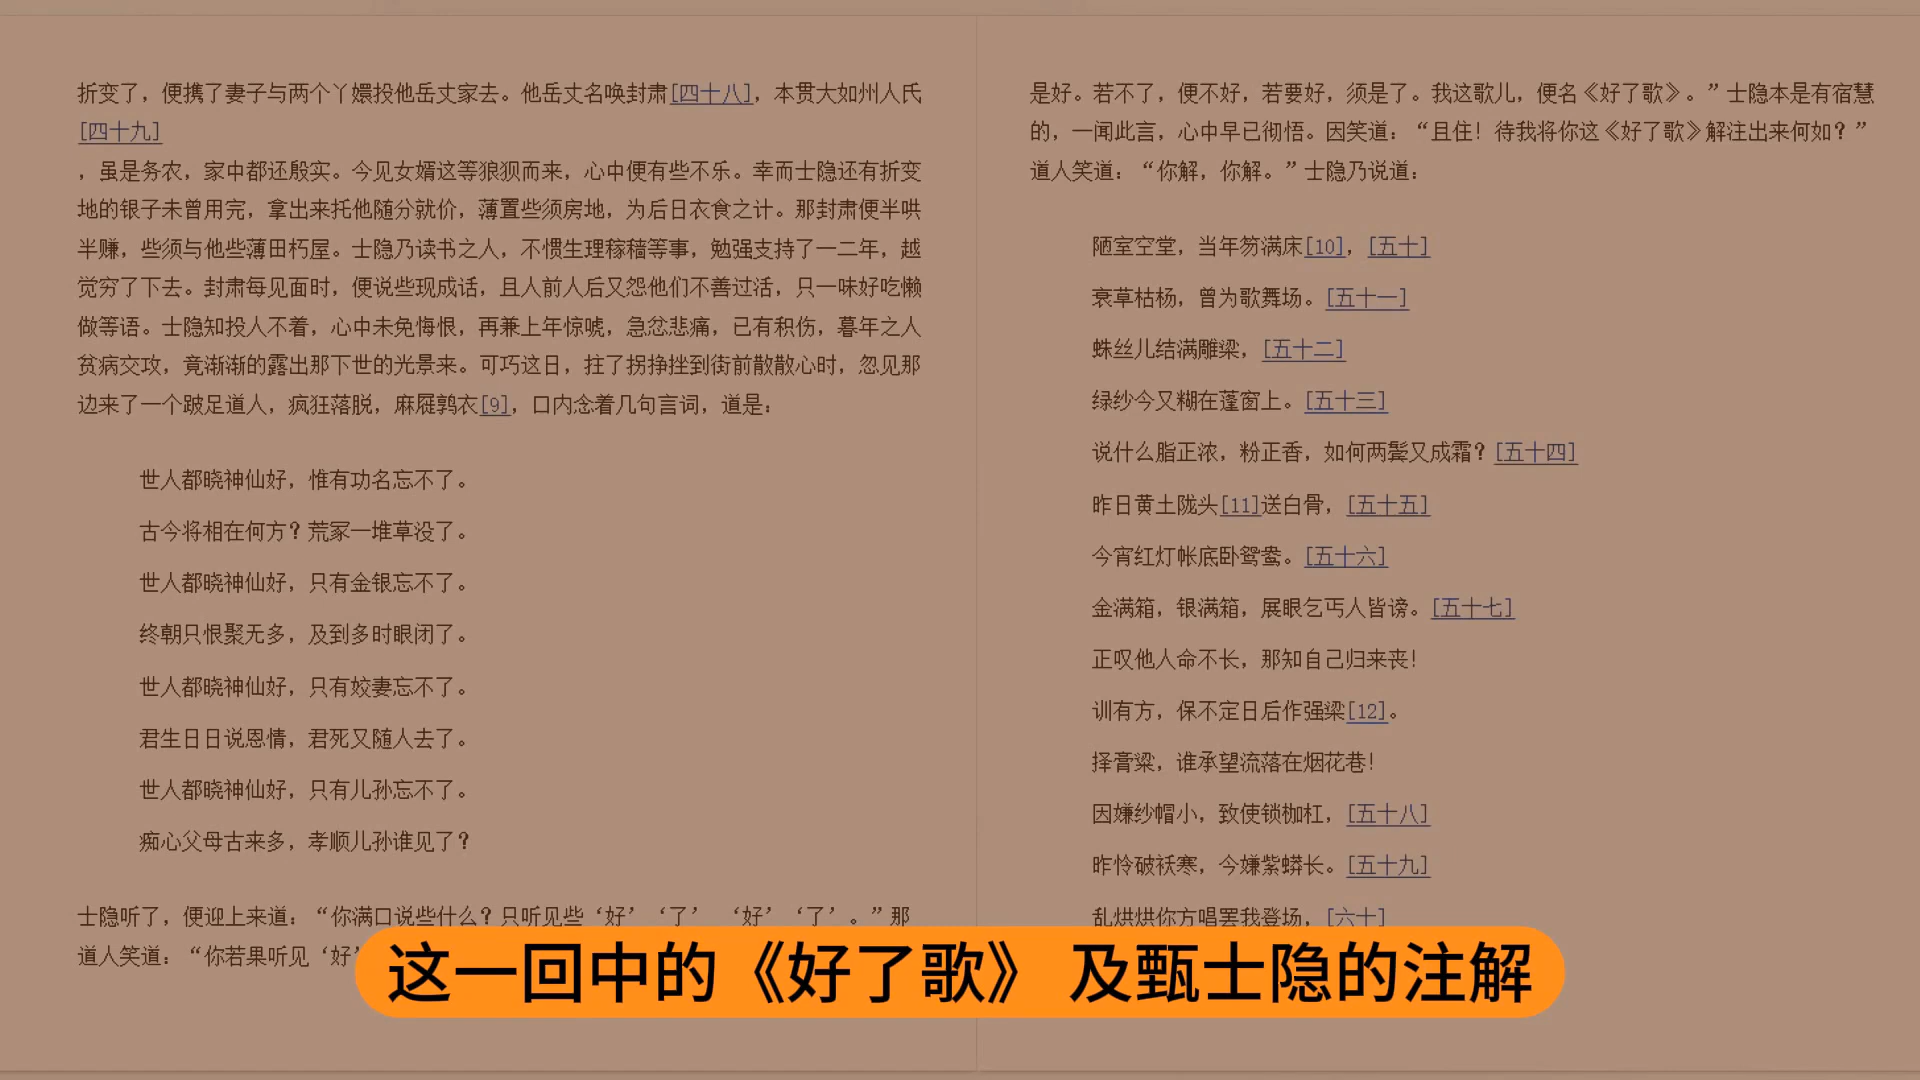 折变了，便携了妻子与两个丫嬛投他岳丈家去。他岳丈名唤封肃[四十八]，本贯大如州人氏
[四十九]
，虽是务农，家中都还殷实。今见女婿这等狼狈而来，心中便有些不乐。幸而士隐还有折变
地的银子未曾用完，拿出来托他随分就价，薄置些须房地，为后日衣食之计。那封肃便半哄
半赚，些须与他些薄田朽屋。士隐乃读书之人，不惯生理稼穑等事，勉强支持了一二年，越
觉穷了下去。封肃每见面时，便说些现成话，且人前人后又怨他们不善过活，只一味好吃懒
做等语。士隐知投人不着，心中未免悔恨，再兼上年惊唬，急忿悲痛，已有积伤，暮年之人
贫病交攻，竟渐渐的露出那下世的光景来。可巧这日，拄了拐挣挫到街前散散心时，忽见那
边来了一个跛足道人，疯狂落脱，麻屣鹑衣[9]，口内念着几句言词，道是：
世人都晓神仙好，惟有功名忘不了。
古今将相在何方？荒冢一堆草没了。
世人都晓神仙好，只有金银忘不了。
终朝只恨聚无多，及到多时眼闭了。
世人都晓神仙好，只有姣妻忘不了。
君生日日说恩情，君死又随人去了。
世人都晓神仙好，只有儿孙忘不了。
痴心父母古来多，孝顺儿孙谁见了？
士隐听了，便迎上来道：“你满口说些什么？只听见些‘好’‘了’ ‘好’‘了’。”那
道人笑道：“你若果听见‘好’
是好。若不了，便不好，若要好，须是了。我这歌儿，便名《好了歌》。”士隐本是有宿慧
的，一闻此言，心中早已彻悟。因笑道：“且住！待我将你这《好了歌》解注出来何如？”
道人笑道：“你解，你解。”士隐乃说道：
陋室空堂，当年笏满床[10]，[五十]
衰草枯杨，曾为歌舞场。[五十一]
蛛丝儿结满雕梁，[五十二]
绿纱今又糊在蓬窗上。[五十三]
说什么脂正浓，粉正香，如何两鬓又成霜？[五十四]
昨日黄土陇头[11]送白骨，[五十五]
今宵红灯帐底卧鸳鸯。[五十六]
金满箱，银满箱，展眼乞丐人皆谤。[五十七]
正叹他人命不长，那知自己归来丧！
训有方，保不定日后作强梁[12]。
择膏粱，谁承望流落在烟花巷！
因嫌纱帽小，致使锁枷杠，[五十八]
昨怜破袄寒，今嫌紫蟒长。[五十九]
乱烘烘你方唱罢我登场，[六十]
这一回中的《好了歌》 及甄士隐的注解